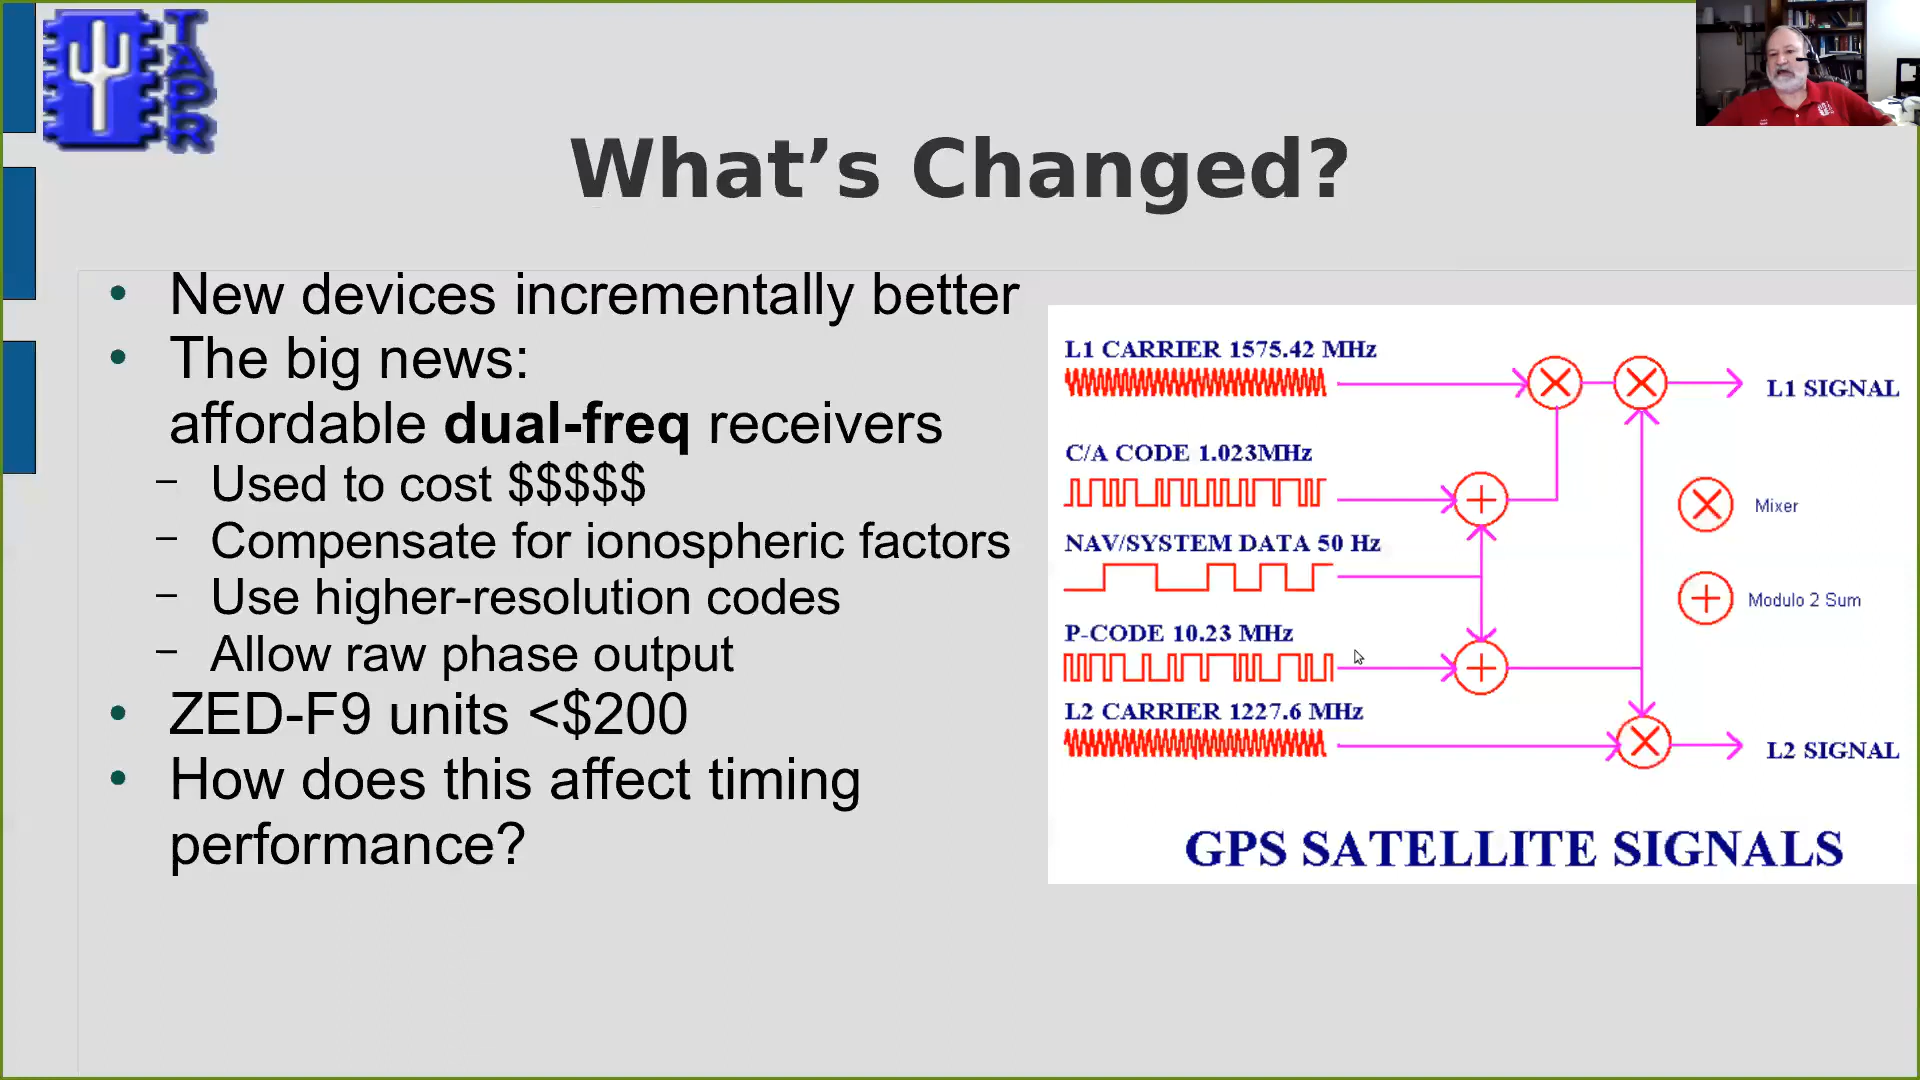 TAPR
What’s Changed?
• New devices incrementally better
• The big news:
affordable dual-freq receivers
– Used to cost $$$$$
– Compensate for ionospheric factors
– Use higher-resolution codes
– Allow raw phase output
• ZED-F9 units <$200
• How does this affect timing
performance?
L1 CARRIER 1575.42 MHz
L1 SIGNAL
C/A CODE 1.023MHz
Mixer
NAV/SYSTEM DATA 50 Hz
Modulo 2 Sum
P-CODE 10.23 MHz
L2 CARRIER 1227.6 MHz
L2 SIGNAL
GPS SATELLITE SIGNALS